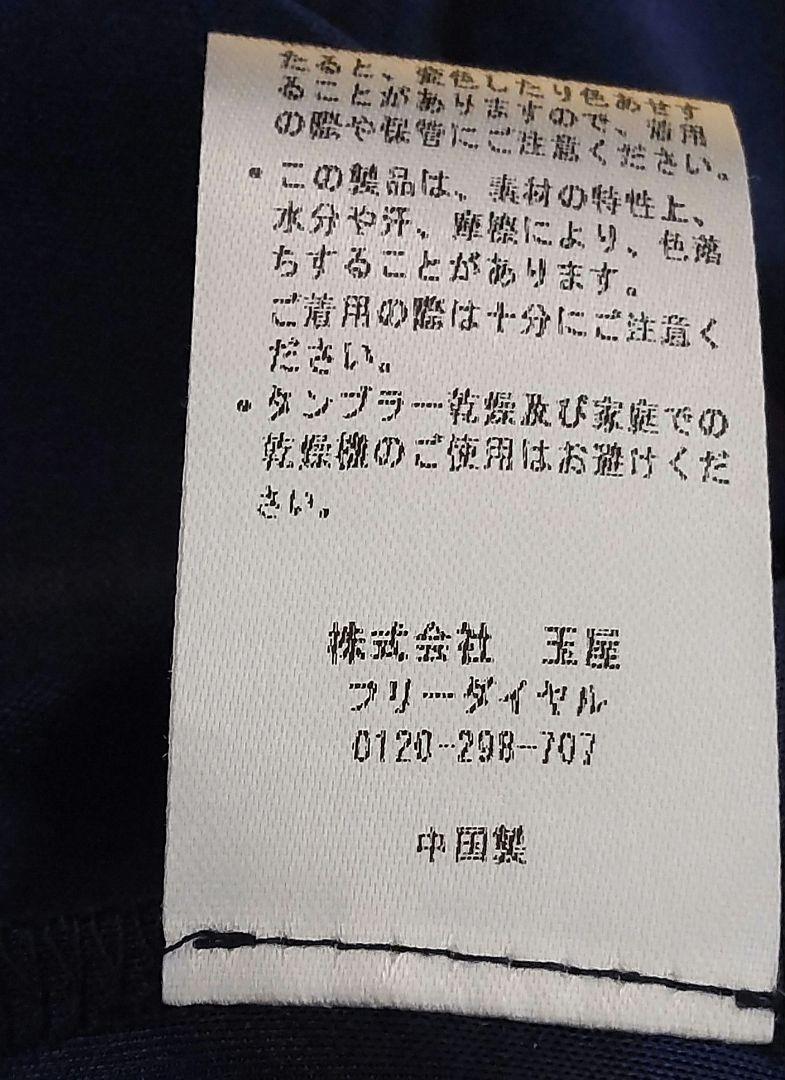 たると、変色したり色あせす
ることがありますので、着用
の際や保管にご注意ください。
・この製品は、素材の特性上、
水分や汗、摩擦により、色落
ちすることがあります。
ご着用の際は十分にご注意く
ださい。
・タンブラー乾燥及び家庭での
乾燥機のご使用はお避けくだ
さい。
株式会社　玉屋
フリーダイヤル
0120-298-707
中国製